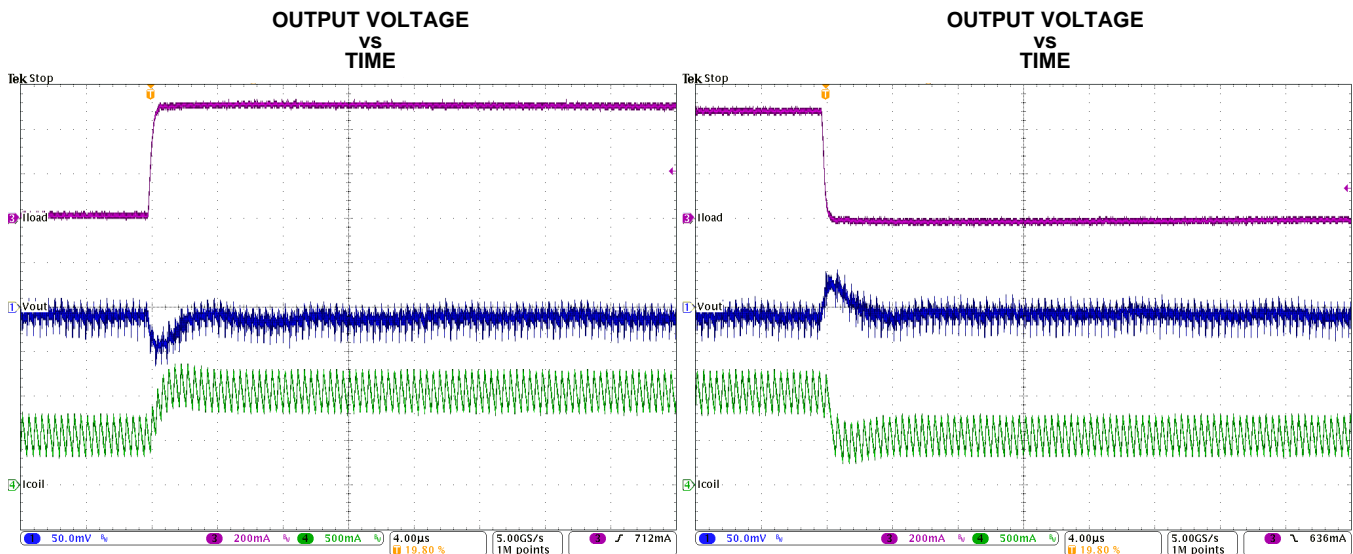 OUTPUT VOLTAGE
vs
TIME
Tek Stop
T
3 Iload
1 Vout
4 Icoil
1 50.0mV 3 200mA 4 500mA 4.00µs 5.00GS/s 3 712mA
T 19.80 % 1M points
OUTPUT VOLTAGE
vs
TIME
Tek Stop
T
3 Iload
1 Vout
4 Icoil
1 50.0mV 3 200mA 4 500mA 4.00µs 5.00GS/s 3 636mA
T 19.80 % 1M points